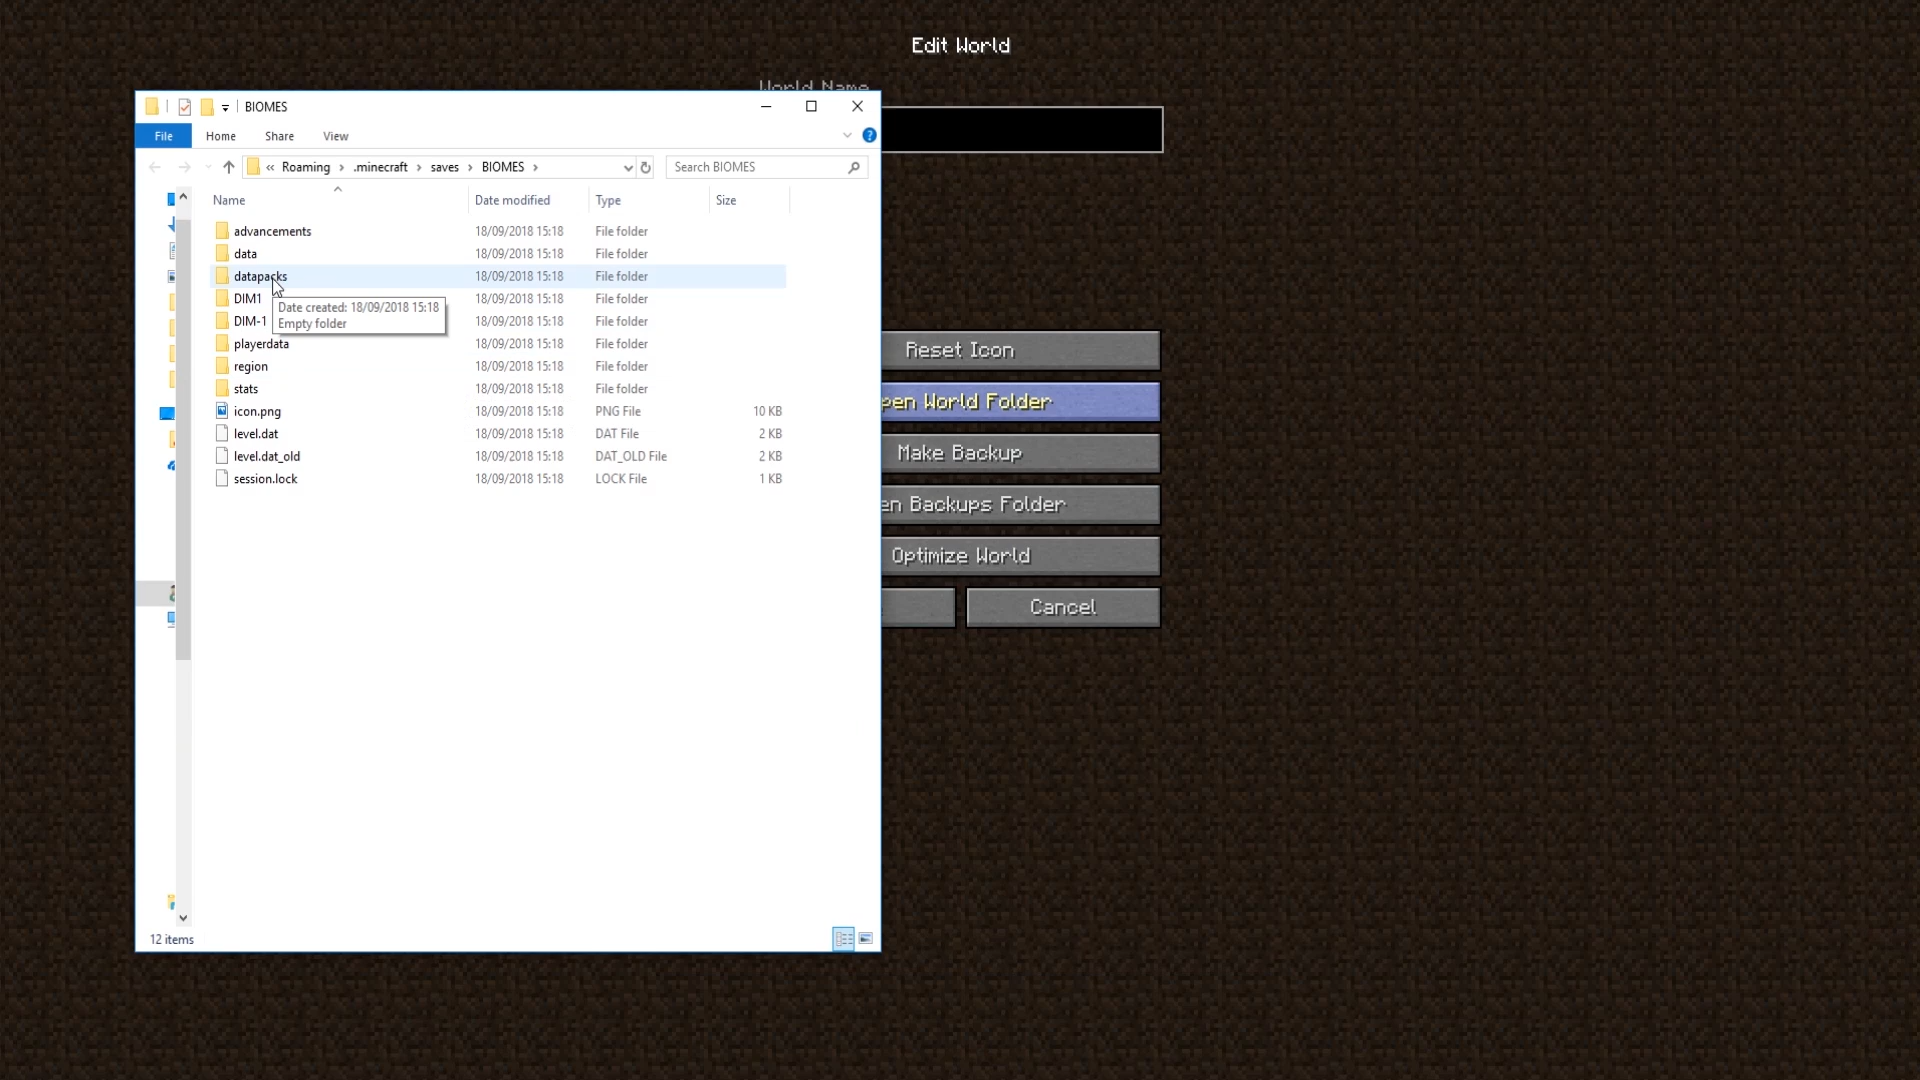 Edit World
World Name
BIOMES
File Home Share View
« Roaming › .minecraft › saves › BIOMES ›
Search BIOMES
Name Date modified Type Size
advancements 18/09/2018 15:18 File folder
data 18/09/2018 15:18 File folder
datapacks 18/09/2018 15:18 File folder
DIM1 18/09/2018 15:18 File folder
Date created: 18/09/2018 15:18
Empty folder
DIM-1 18/09/2018 15:18 File folder
playerdata 18/09/2018 15:18 File folder
region 18/09/2018 15:18 File folder
stats 18/09/2018 15:18 File folder
icon.png 18/09/2018 15:18 PNG File 10 KB
level.dat 18/09/2018 15:18 DAT File 2 KB
level.dat_old 18/09/2018 15:18 DAT_OLD File 2 KB
session.lock 18/09/2018 15:18 LOCK File 1 KB
12 items
Reset Icon
pen World Folder
Make Backup
en Backups Folder
Optimize World
Cancel